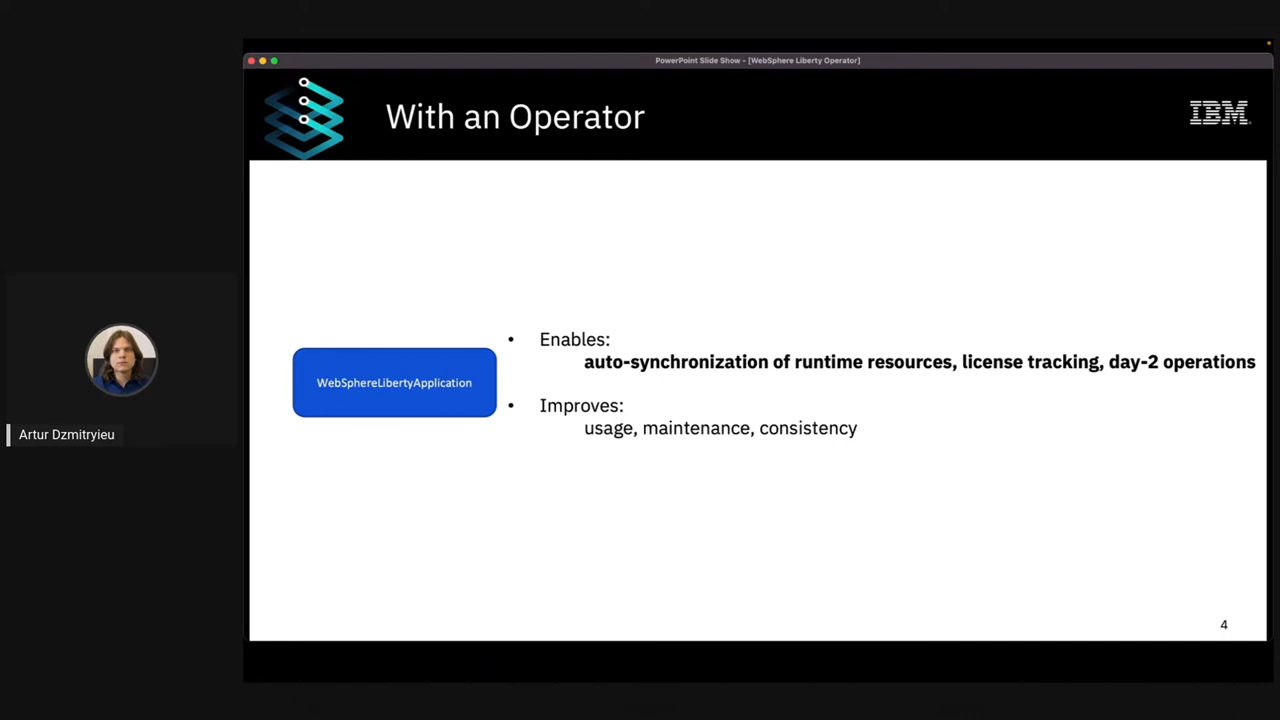 PowerPoint Slide Show - [WebSphere Liberty Operator]
With an Operator
IBM
WebSphereLibertyApplication
• Enables:
auto-synchronization of runtime resources, license tracking, day-2 operations
• Improves:
usage, maintenance, consistency
Artur Dzmitryieu
4